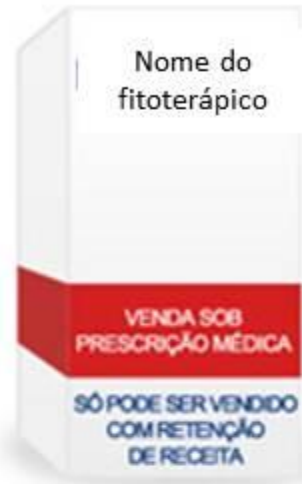 Nome do
fitoterápico
VENDA SOB
PRESCRIÇÃO MÉDICA
SÓ PODE SER VENDIDO
COM RETENÇÃO
DE RECEITA